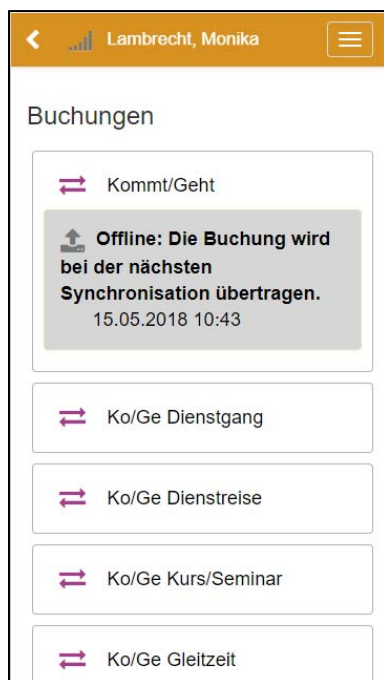 Lambrecht, Monika
Buchungen
Kommt/Geht
Offline: Die Buchung wird
bei der nächsten
Synchronisation übertragen.
15.05.2018 10:43
Ko/Ge Dienstgang
Ko/Ge Dienstreise
Ko/Ge Kurs/Seminar
Ko/Ge Gleitzeit